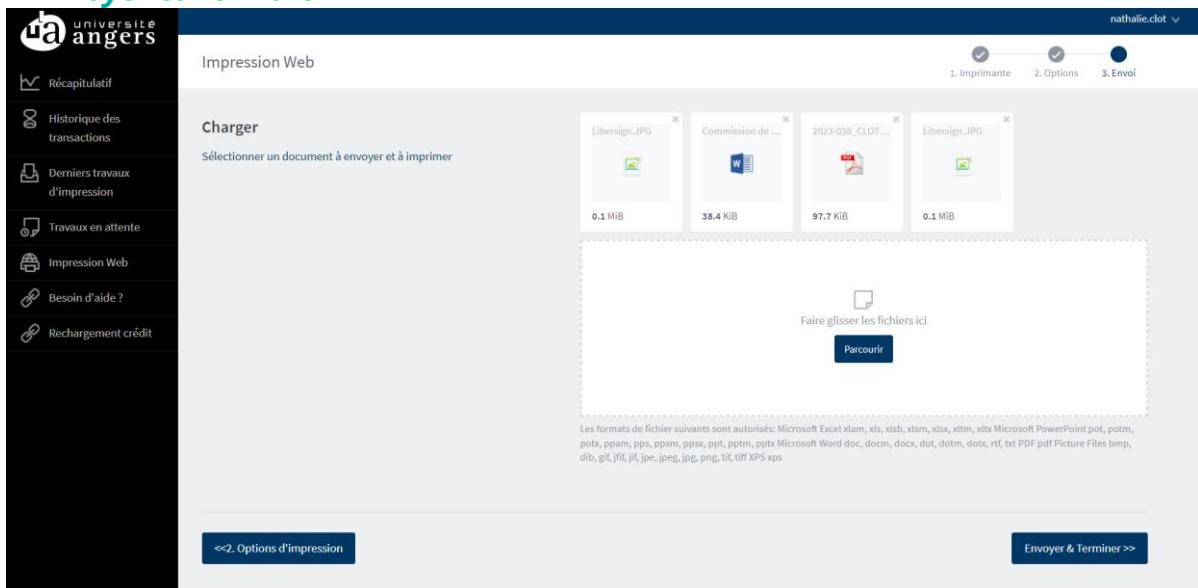 université
angers
nathalie.clot
Récapitulatif
Historique des
transactions
Derniers travaux
d'impression
Travaux en attente
Impression Web
Besoin d'aide ?
Rechargement crédit
Impression Web
1. Imprimante
2. Options
3. Envoi
Charger
Sélectionner un document à envoyer et à imprimer
Libersign.JPG
0.1 MiB
Commission de ...
38.4 KiB
2023-038_CLOT...
97.7 KiB
Libersign.JPG
0.1 MiB
Faire glisser les fichiers ici
Parcourir
Les formats de fichier suivants sont autorisés: Microsoft Excel xlam, xls, xlsb, xlsm, xlsx, xltm, xltx Microsoft PowerPoint pot, potm,
potx, ppam, pps, ppsm, ppsx, ppt, pptm, pptx Microsoft Word doc, docm, docx, dot, dotm, dotx, rtf, txt PDF pdf Picture Files bmp,
dib, gif, jfif, jif, jpe, jpeg, jpg, png, tif, tiff XPS xps
<<2. Options d'impression
Envoyer & Terminer >>